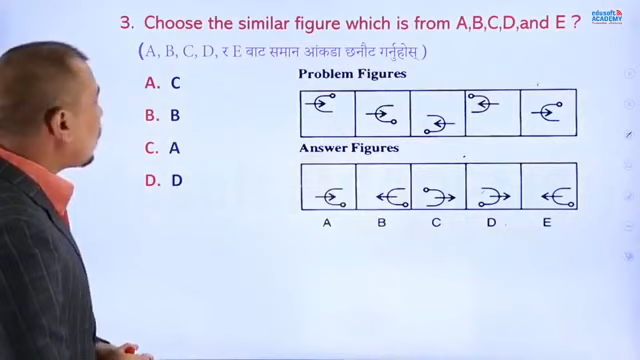 edusoft
ACADEMY
3. Choose the similar figure which is from A,B,C,D,and E ?
(A, B, C, D, र E बाट समान आंकडा छनौट गर्नुहोस् )
A. C
B. B
C. A
D. D
Problem Figures
Answer Figures
A B C D E